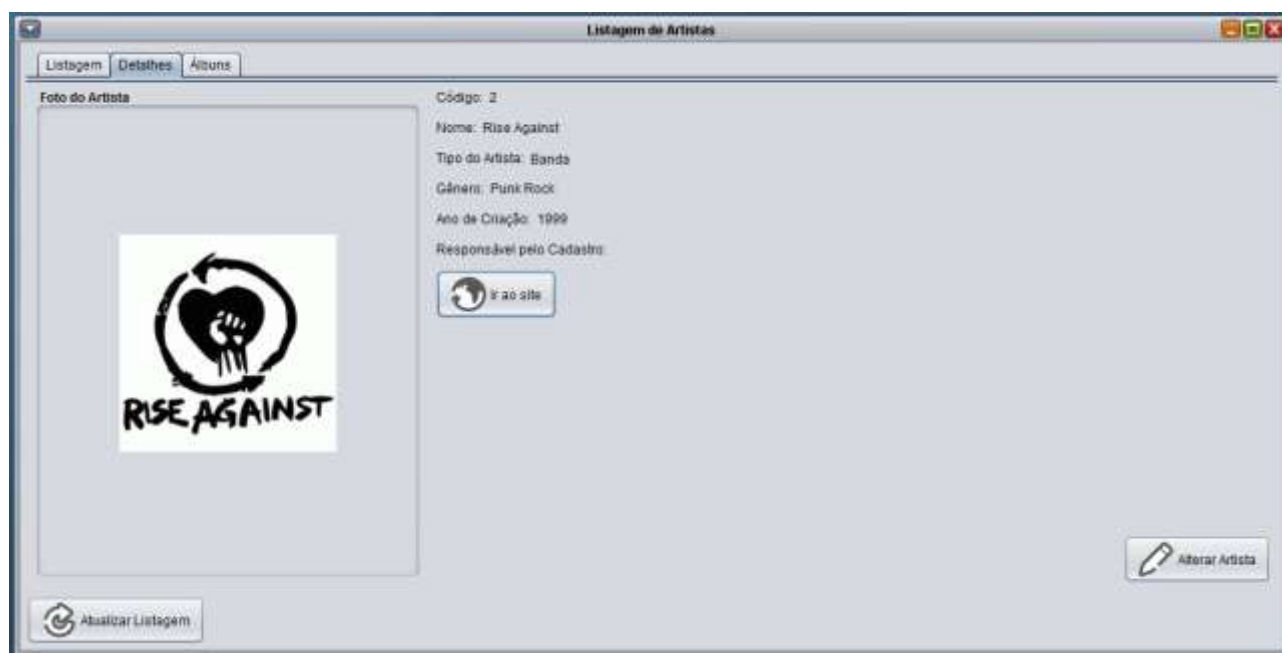 Listagem de Artistas
Listagem Detalhes Álbuns
Foto do Artista
Código: 2
Nome: Rise Against
Tipo do Artista: Banda
Gênero: Punk Rock
Ano de Criação: 1999
Responsável pelo Cadastro:
Ir ao site
RISE AGAINST
Alterar Artista
Atualizar Listagem